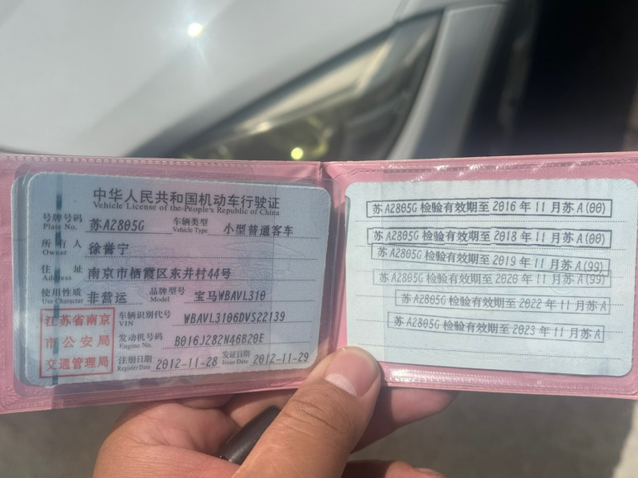 中华人民共和国机动车行驶证
Vehicle License of the People's Republic of China
号牌号码 苏A2805G 车辆类型 小型普通客车
Plate No. Vehicle Type
所有人 徐誉宁
Owner
住址 南京市栖霞区东井村44号
Address
使用性质 非营运 品牌型号 宝马WBAVL310
Use Character Model
江苏省南京
市公安局
交通管理局
车辆识别代号 WBAVL3106DVS22139
VIN
发动机号码 B016J282N46B20E
Engine No.
注册日期 2012-11-28 发证日期 2012-11-29
Register Date Issue Date
苏A2805G 检验有效期至 2016 年 11 月苏 A(00)
苏A2805G 检验有效期至 2018 年 11 月苏 A(00)
苏A2805G 检验有效期至 2019 年 11 月苏 A(99)
苏A2805G 检验有效期至 2020 年 11 月苏 A(99)
苏A2805G 检验有效期至 2022 年 11 月苏 A
苏A2805G 检验有效期至 2023 年 11 月苏 A